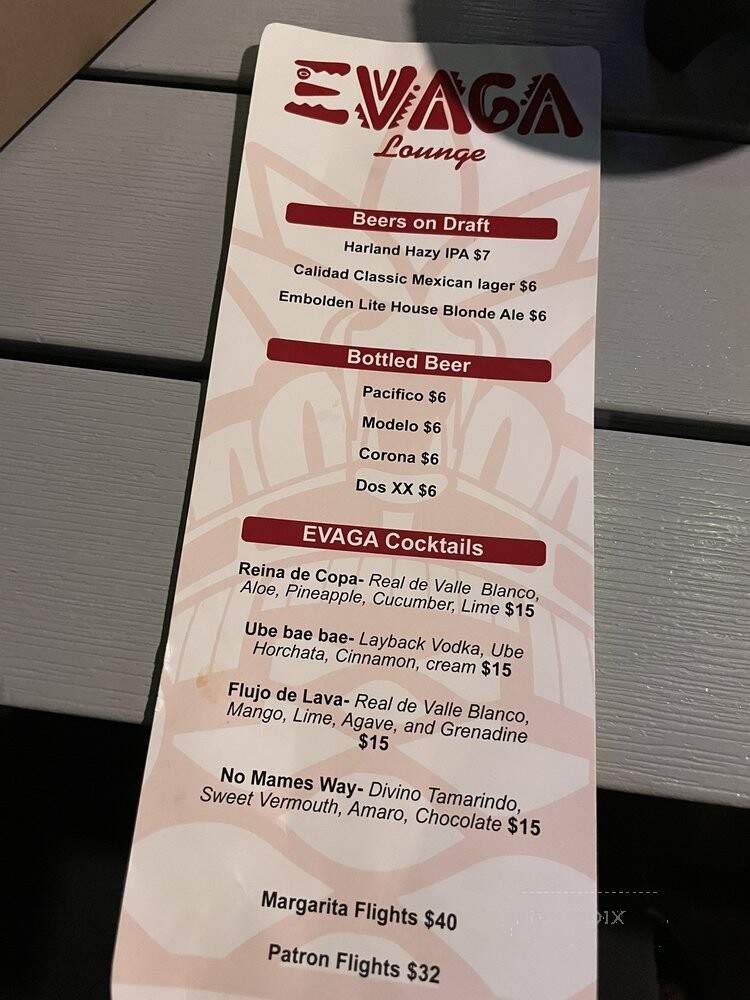 EVAGA
Lounge
Beers on Draft
Harland Hazy IPA $7
Calidad Classic Mexican lager $6
Embolden Lite House Blonde Ale $6
Bottled Beer
Pacifico $6
Modelo $6
Corona $6
Dos XX $6
EVAGA Cocktails
Reina de Copa- Real de Valle Blanco,
Aloe, Pineapple, Cucumber, Lime $15
Ube bae bae- Layback Vodka, Ube
Horchata, Cinnamon, cream $15
Flujo de Lava- Real de Valle Blanco,
Mango, Lime, Agave, and Grenadine
$15
No Mames Way- Divino Tamarindo,
Sweet Vermouth, Amaro, Chocolate $15
Margarita Flights $40
Patron Flights $32